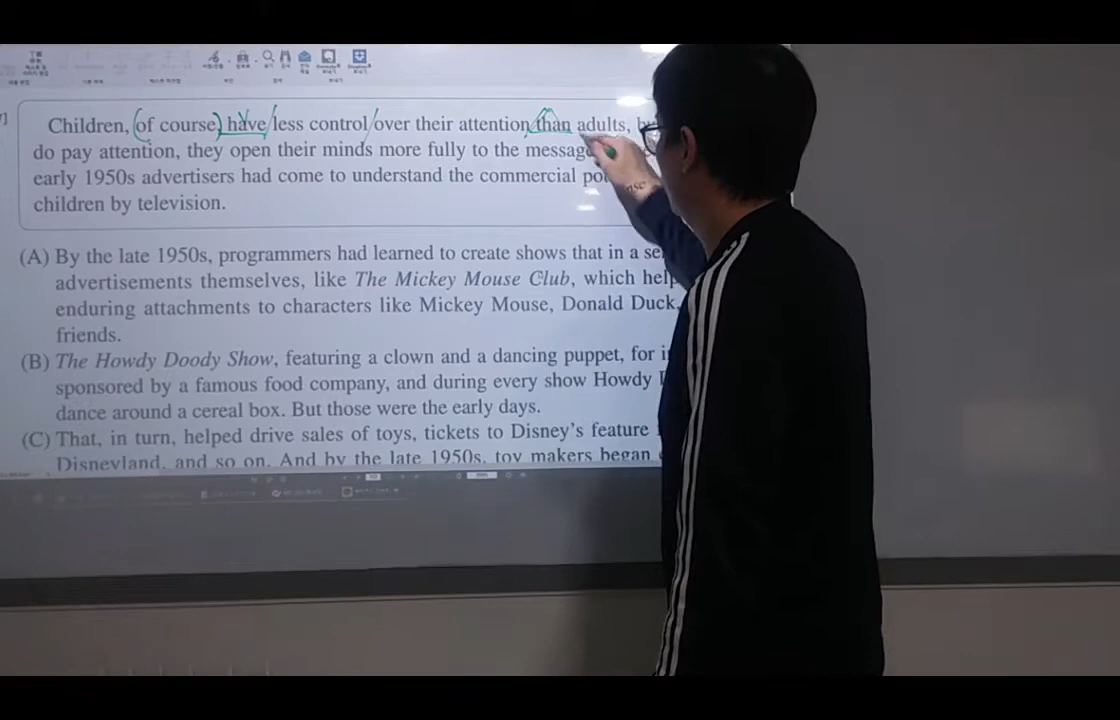 Children, of course, have less control over their attention than adults,
do pay attention, they open their minds more fully to the
early 1950s advertisers had come to understand the commercial
children by television.
(A) By the late 1950s, programmers had learned to create shows that in a
advertisements themselves, like The Mickey Mouse Club, which
enduring attachments to characters like Mickey Mouse, Donald Duck,
friends.
(B) The Howdy Doody Show, featuring a clown and a dancing puppet, for
sponsored by a famous food company, and during every show Howdy
dance around a cereal box. But those were the early days.
(C) That, in turn, helped drive sales of toys, tickets to Disney's feature
Disneyland, and so on. And by the late 1950s, toy makers began